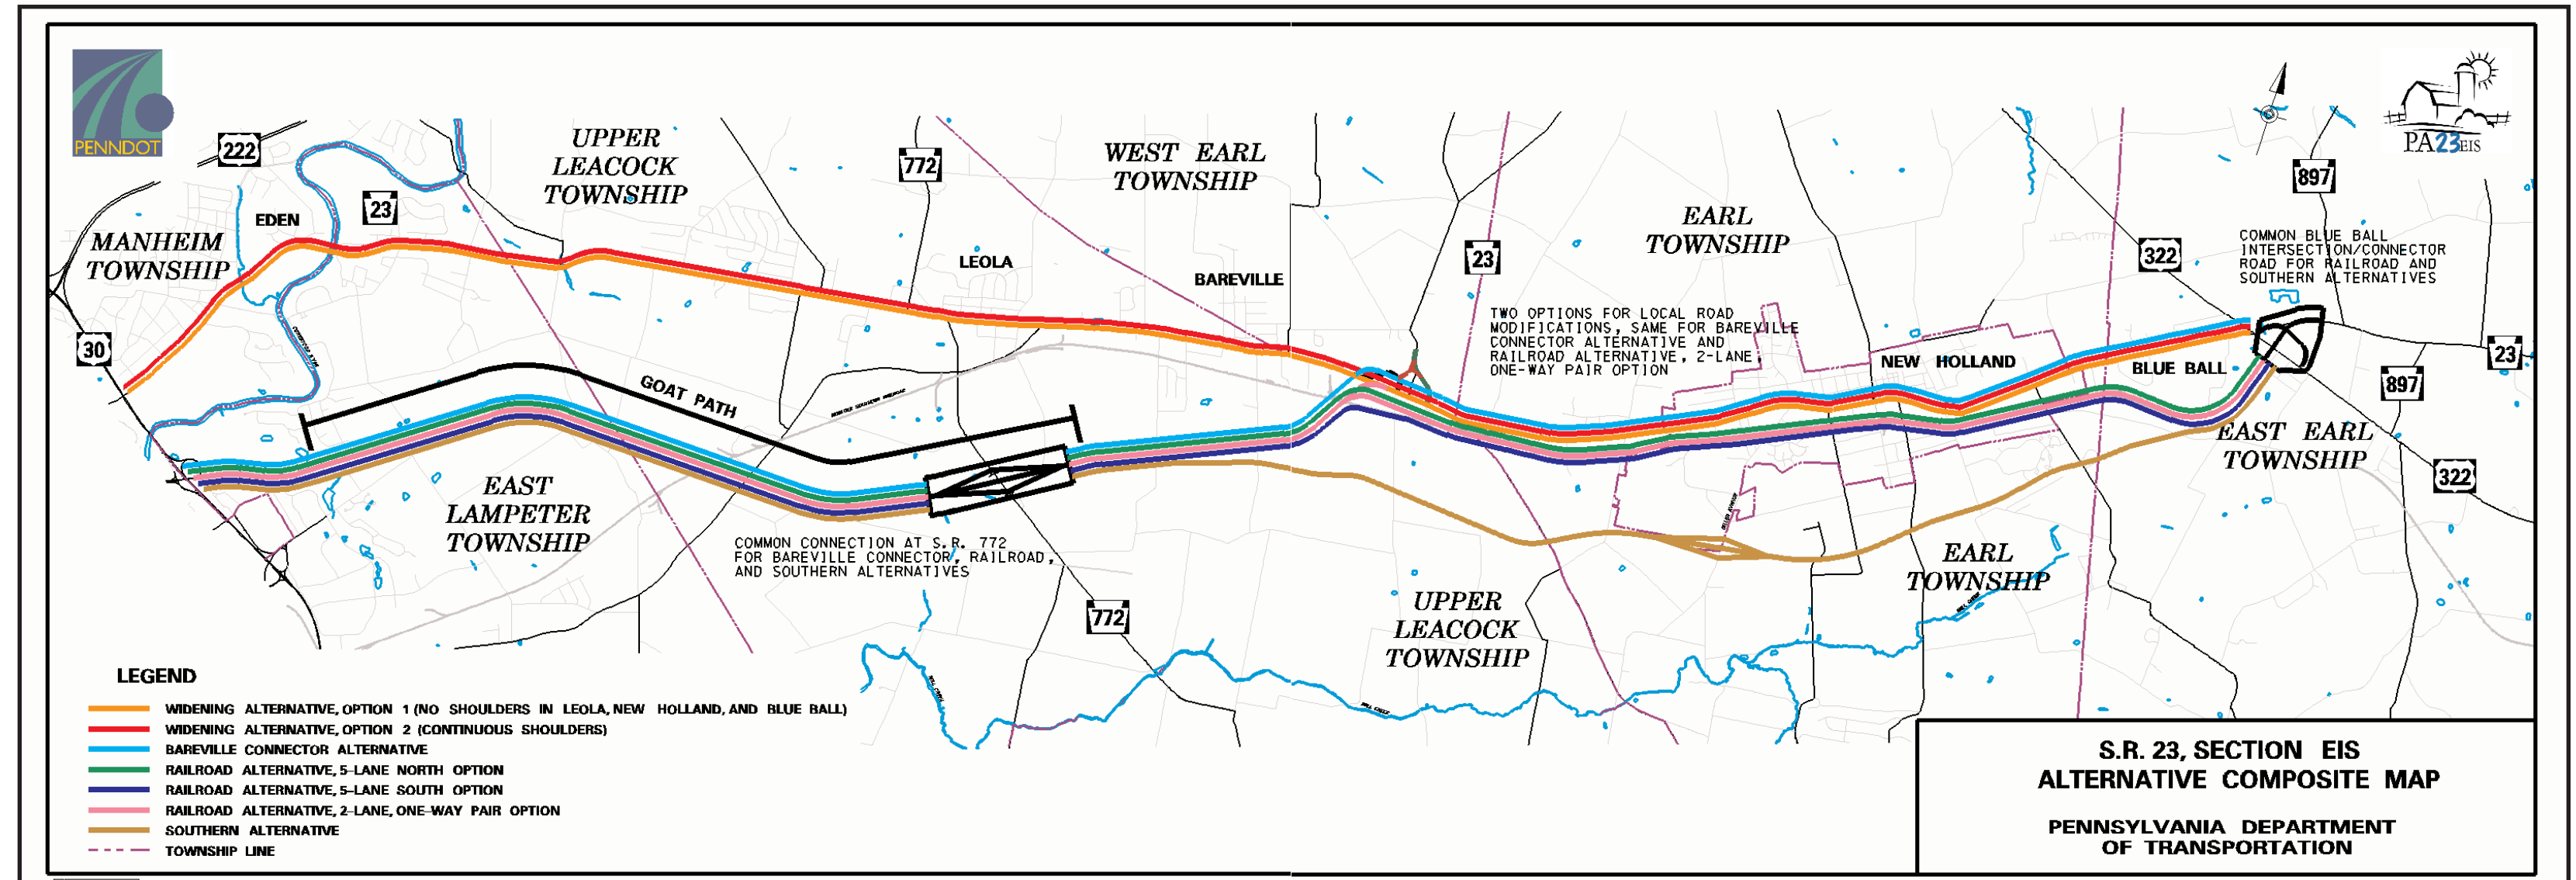 PENNDOT
222
23
EDEN
MANHEIM
TOWNSHIP
30
UPPER
LEACOCK
TOWNSHIP
772
WEST EARL
TOWNSHIP
LEOLA
BAREVILLE
23
EARL
TOWNSHIP
322
897
PA23EIS
COMMON BLUE BALL
INTERSECTION/CONNECTOR
ROAD FOR RAILROAD AND
SOUTHERN ALTERNATIVES
TWO OPTIONS FOR LOCAL ROAD
MODIFICATIONS, SAME FOR BAREVILLE
CONNECTOR ALTERNATIVE AND
RAILROAD ALTERNATIVE, 2-LANE,
ONE-WAY PAIR OPTION
NEW HOLLAND
BLUE BALL
23
897
GOAT PATH
EAST EARL
TOWNSHIP
322
EAST
LAMPETER
TOWNSHIP
COMMON CONNECTION AT S.R. 772
FOR BAREVILLE CONNECTOR, RAILROAD,
AND SOUTHERN ALTERNATIVES
772
UPPER
LEACOCK
TOWNSHIP
EARL
TOWNSHIP
MILL CREEK
MILL CREEK
MILL CREEK
LEGEND
WIDENING ALTERNATIVE, OPTION 1 (NO SHOULDERS IN LEOLA, NEW HOLLAND, AND BLUE BALL)
WIDENING ALTERNATIVE, OPTION 2 (CONTINUOUS SHOULDERS)
BAREVILLE CONNECTOR ALTERNATIVE
RAILROAD ALTERNATIVE, 5-LANE NORTH OPTION
RAILROAD ALTERNATIVE, 5-LANE SOUTH OPTION
RAILROAD ALTERNATIVE, 2-LANE, ONE-WAY PAIR OPTION
SOUTHERN ALTERNATIVE
TOWNSHIP LINE
S.R. 23, SECTION EIS
ALTERNATIVE COMPOSITE MAP
PENNSYLVANIA DEPARTMENT
OF TRANSPORTATION